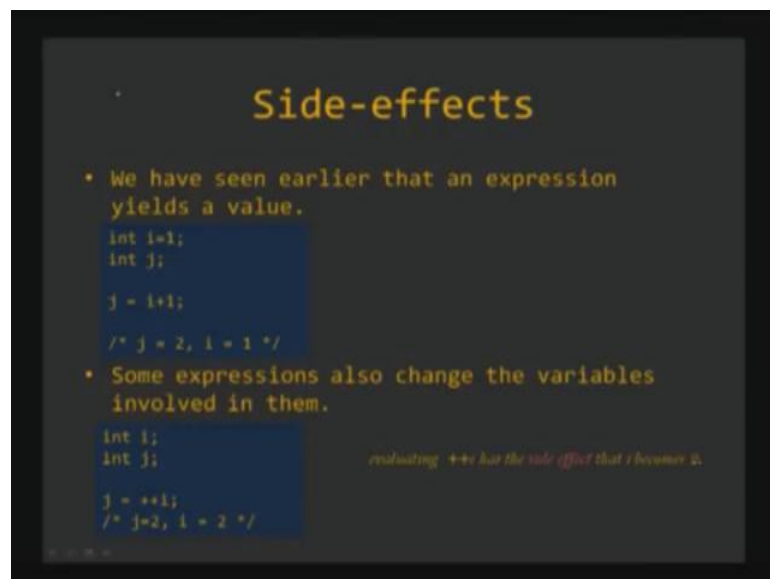 Side-effects
• We have seen earlier that an expression
yields a value.
int i=1;
int j;
j = i+1;
/* j = 2, i = 1 */
• Some expressions also change the variables
involved in them.
int i;
int j;
j = ++i;
/* j=2, i = 2 */
evaluating ++i has the side effect that i becomes 2.